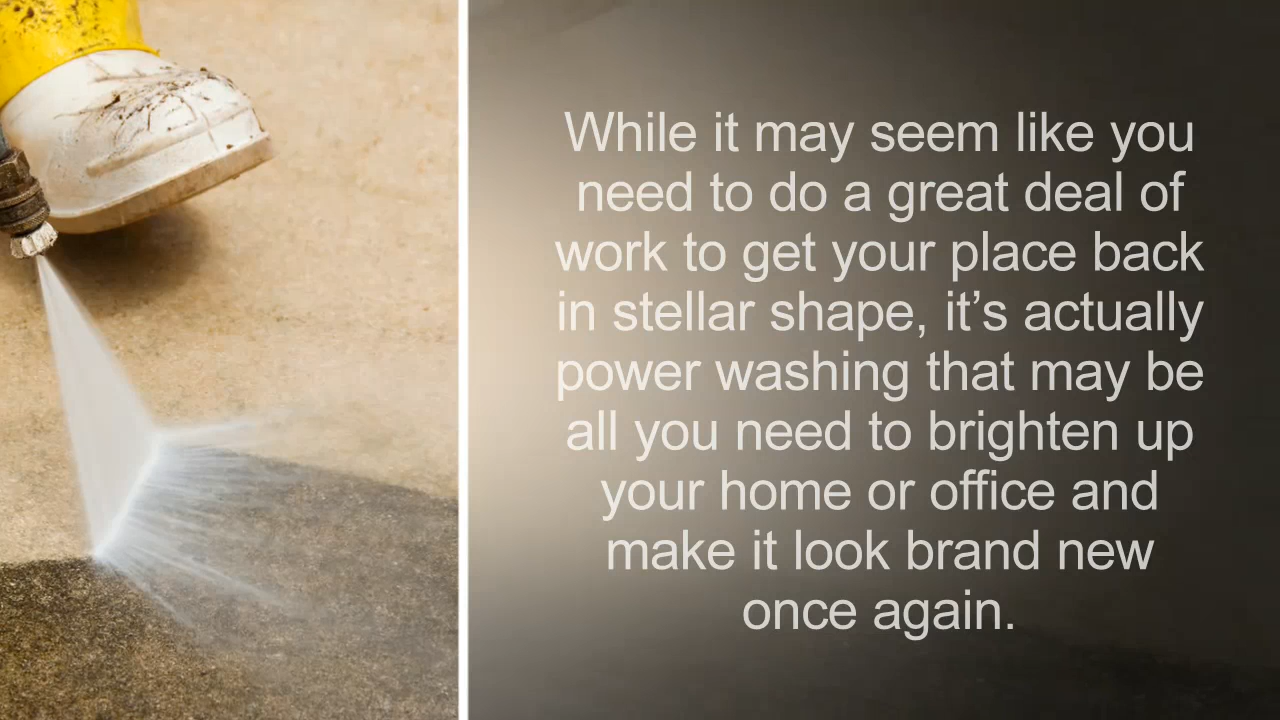 While it may seem like you
need to do a great deal of
work to get your place back
in stellar shape, it’s actually
power washing that may be
all you need to brighten up
your home or office and
make it look brand new
once again.